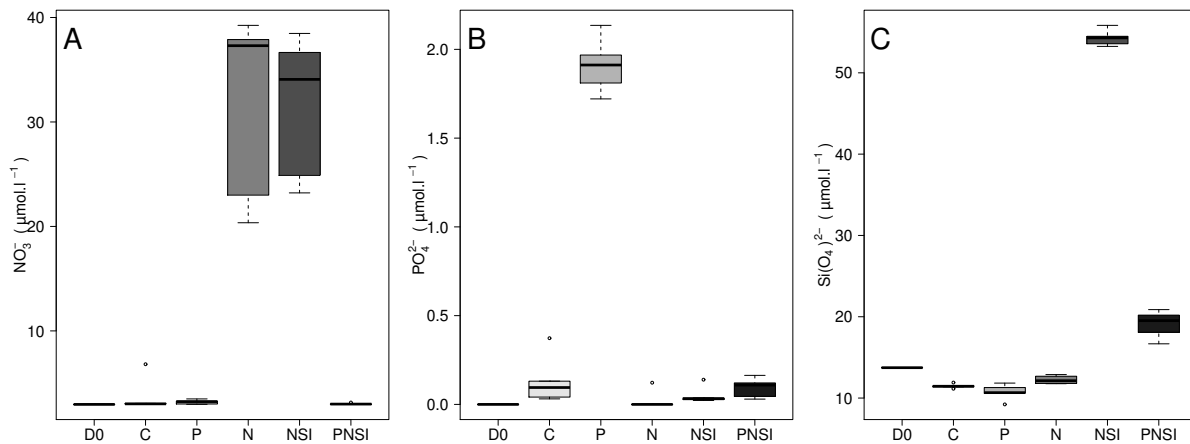 A
NO₃⁻ ( µmol.l⁻¹ )
40
30
20
10
D0 C P N NSI PNSI
B
PO₄²⁻ ( µmol.l⁻¹ )
2.0
1.5
1.0
0.5
0.0
D0 C P N NSI PNSI
C
Si(O₄)²⁻ ( µmol.l⁻¹ )
50
40
30
20
10
D0 C P N NSI PNSI